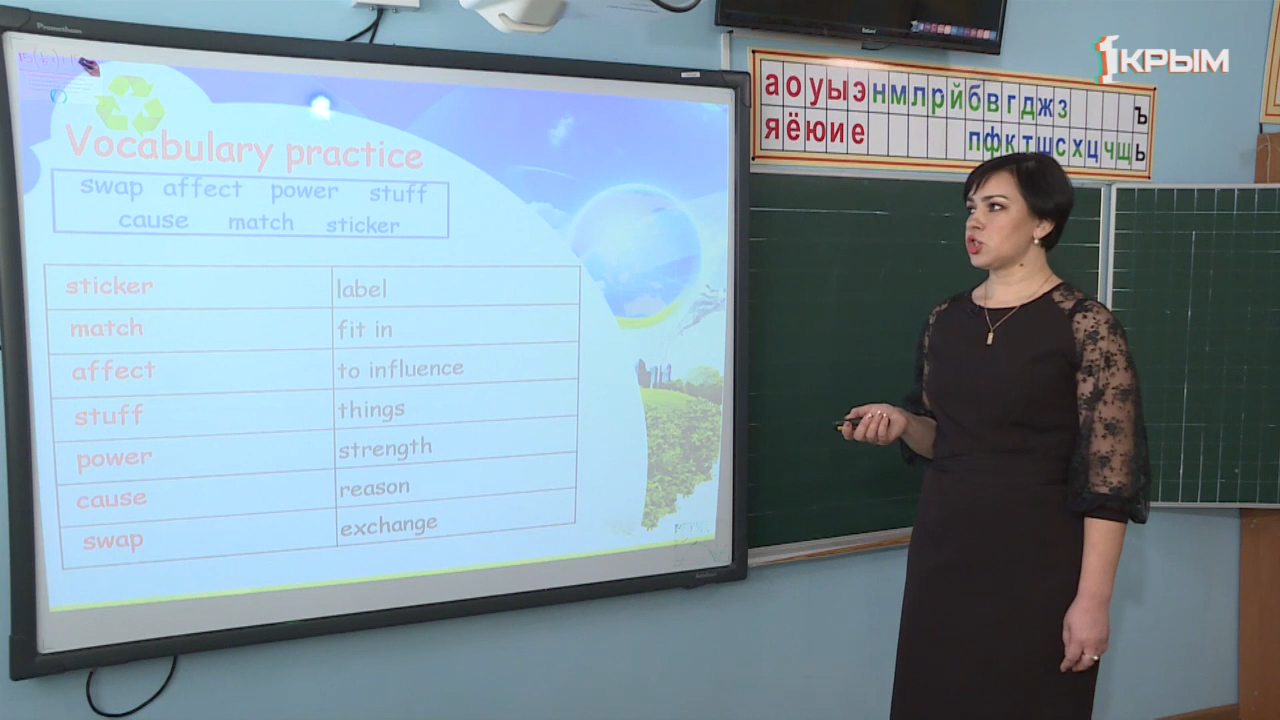 Promethean
1КРЫМ
Vocabulary practice
swap affect power stuff
cause match sticker
sticker label
match fit in
affect to influence
stuff things
power strength
cause reason
swap exchange
а о у ы э н м л р й б в г д ж з ъ
я ё ю и е п ф к т ш с х ц ч щ ь